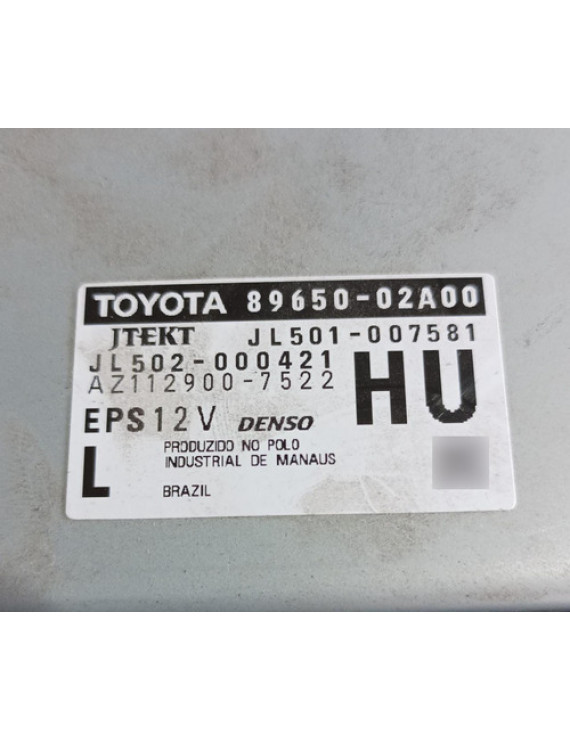 TOYOTA 89650-02A00
JTEKT JL501-007581
JL502-000421
AZ112900-7522
HU
EPS12V DENSO
L
PRODUZIDO NO POLO
INDUSTRIAL DE MANAUS
BRAZIL